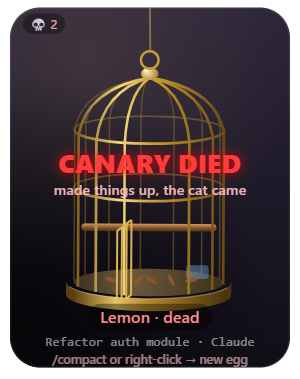 💀 2
CANARY DIED
made things up, the cat came
Lemon · dead
Refactor auth module · Claude
/compact or right-click → new egg